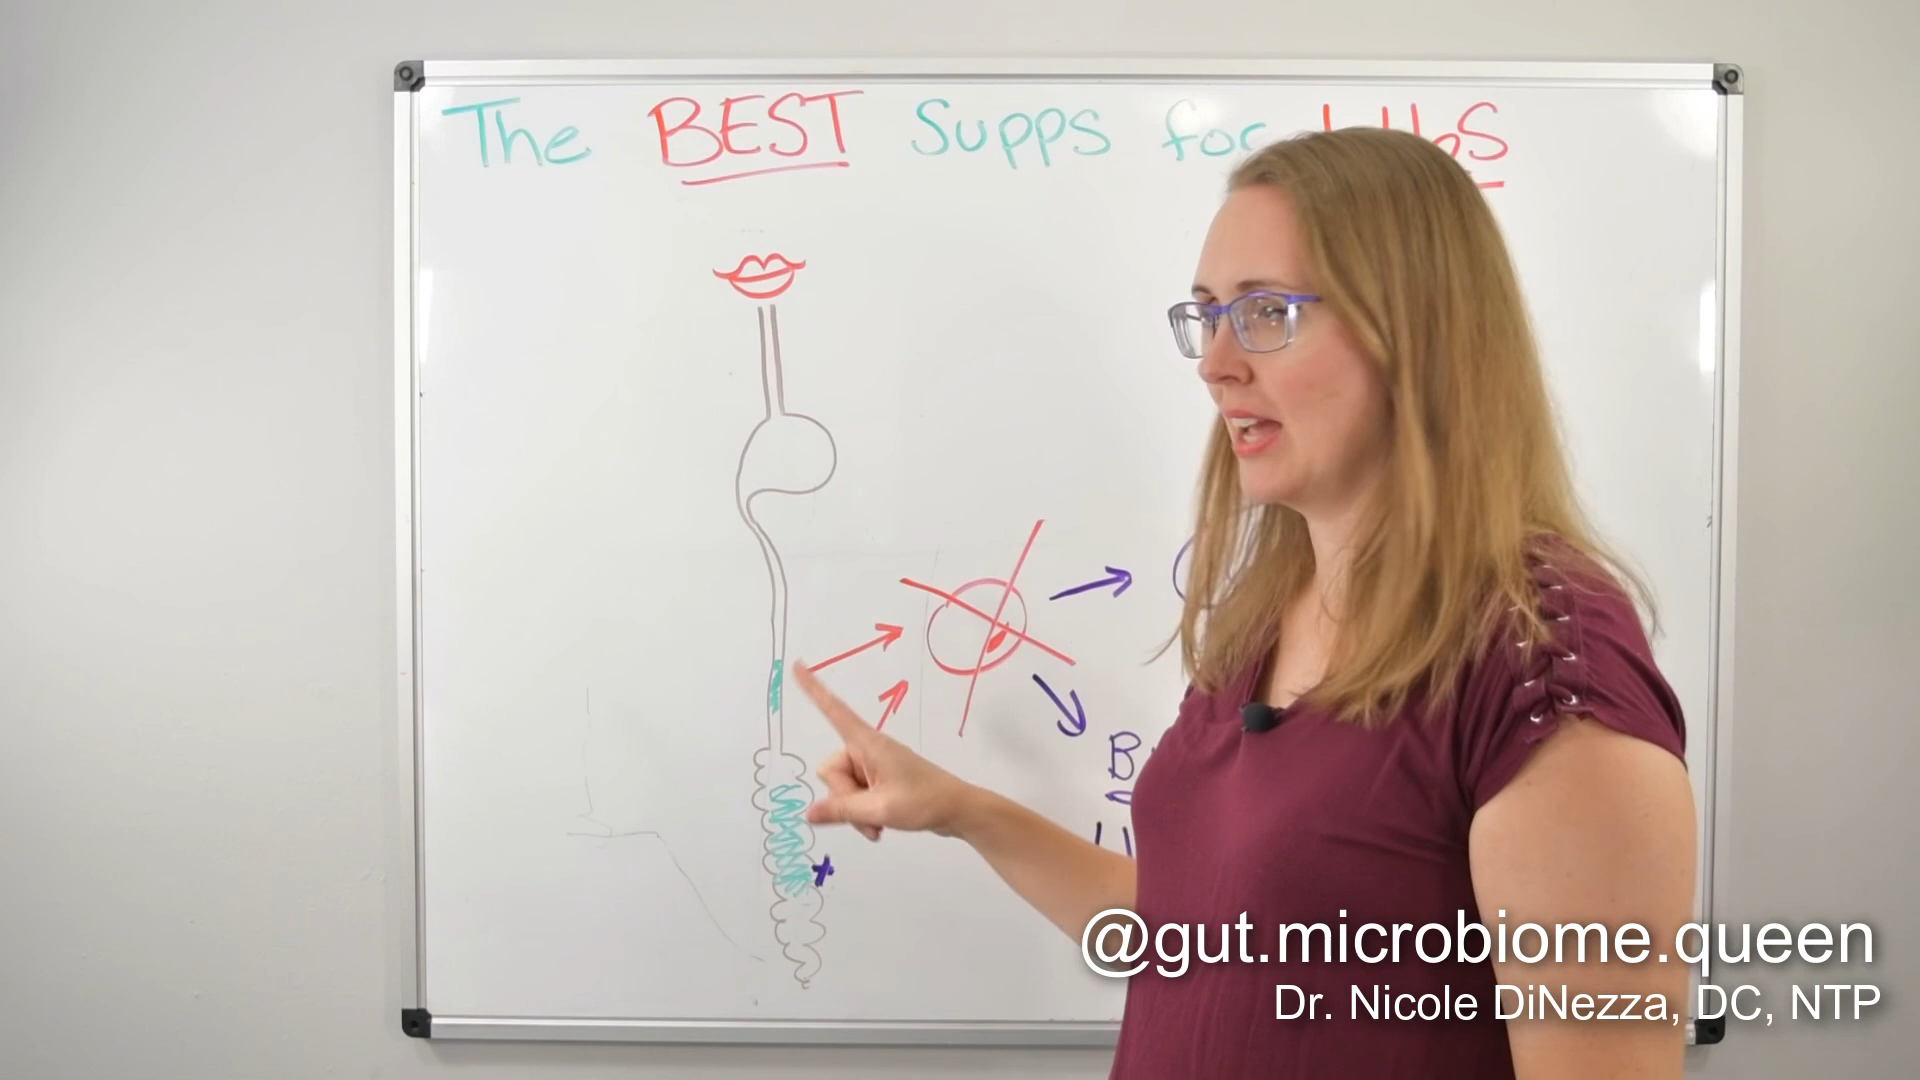 The BEST Supps for
@gut.microbiome.queen
Dr. Nicole DiNezza, DC, NTP